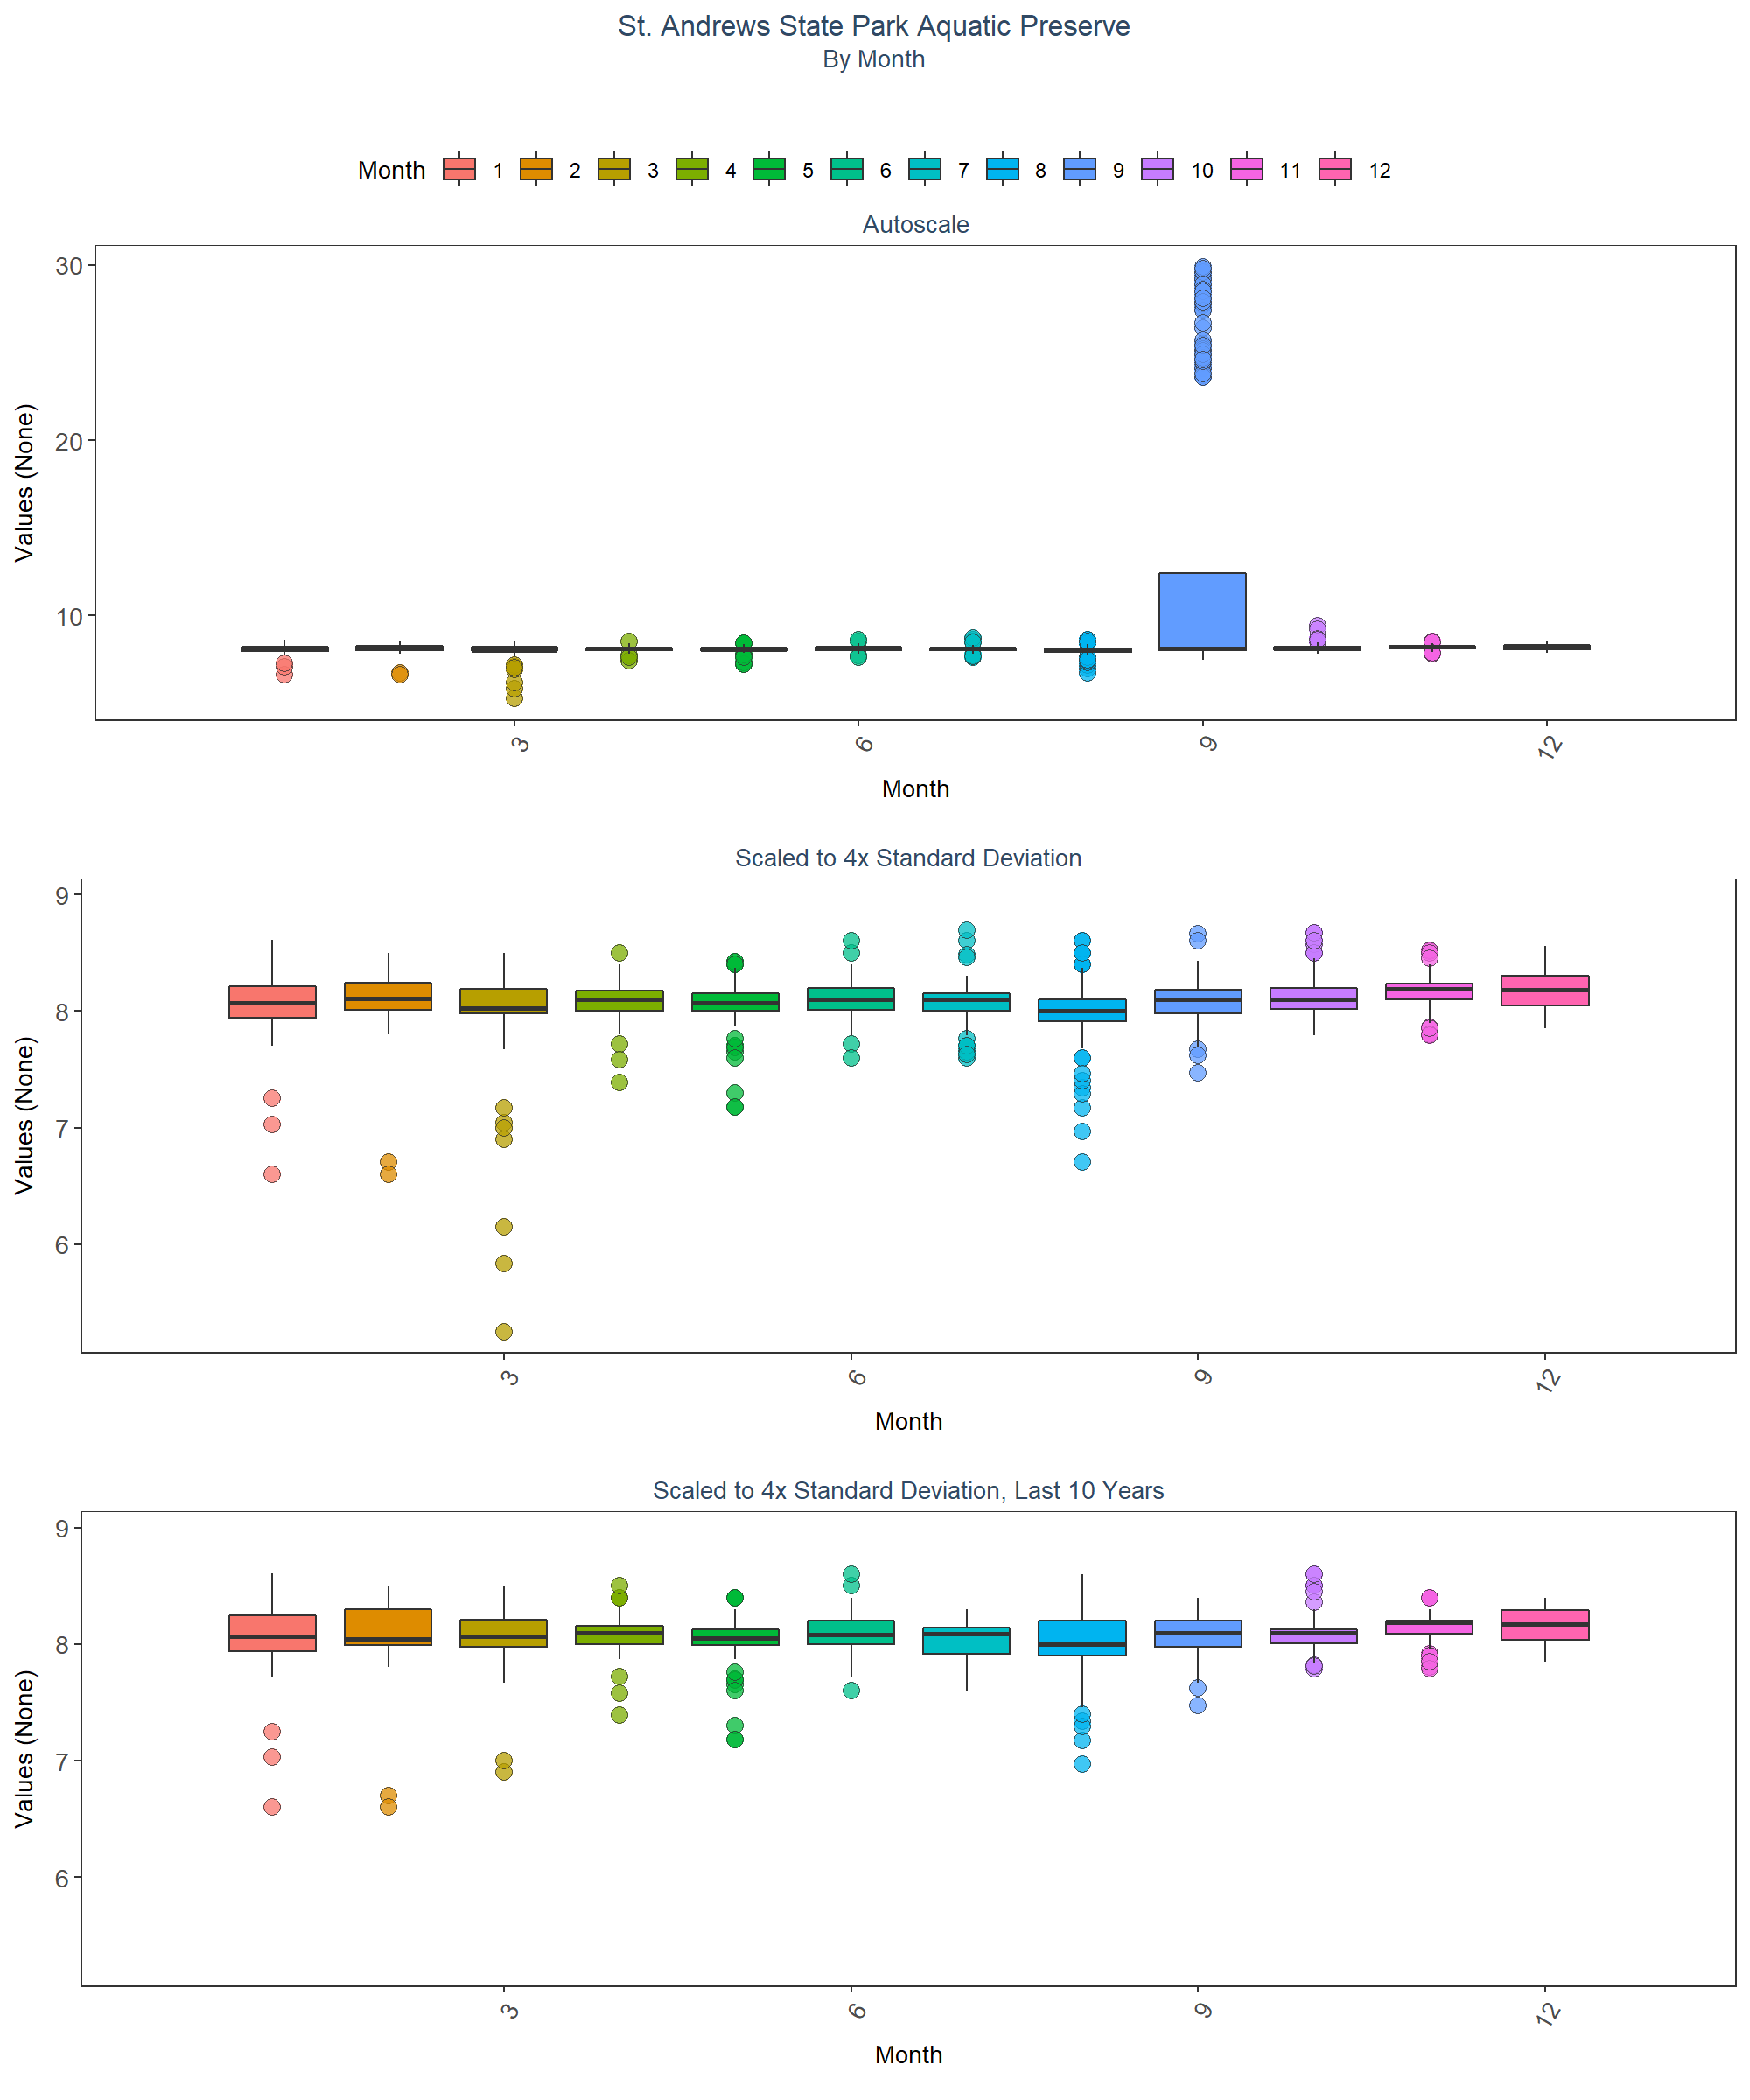 St. Andrews State Park Aquatic Preserve
By Month
Month 1 2 3 4 5 6 7 8 9 10 11 12
Autoscale
Values (None)
30
20
10
3 6 9 12
Month
Scaled to 4x Standard Deviation
Values (None)
9
8
7
6
3 6 9 12
Month
Scaled to 4x Standard Deviation, Last 10 Years
Values (None)
9
8
7
6
3 6 9 12
Month